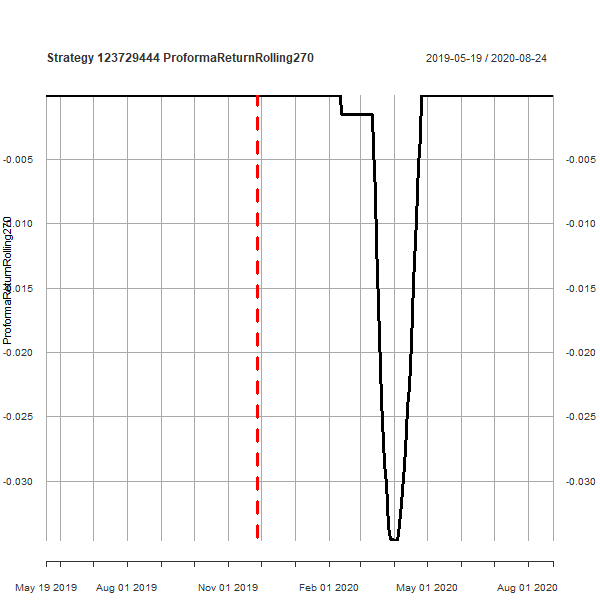 Strategy 123729444 ProformaReturnRolling270
2019-05-19 / 2020-08-24
ProformaReturnRolling270
-0.005 -0.005
-0.010 -0.010
-0.015 -0.015
-0.020 -0.020
-0.025 -0.025
-0.030 -0.030
May 19 2019 Aug 01 2019 Nov 01 2019 Feb 01 2020 May 01 2020 Aug 01 2020